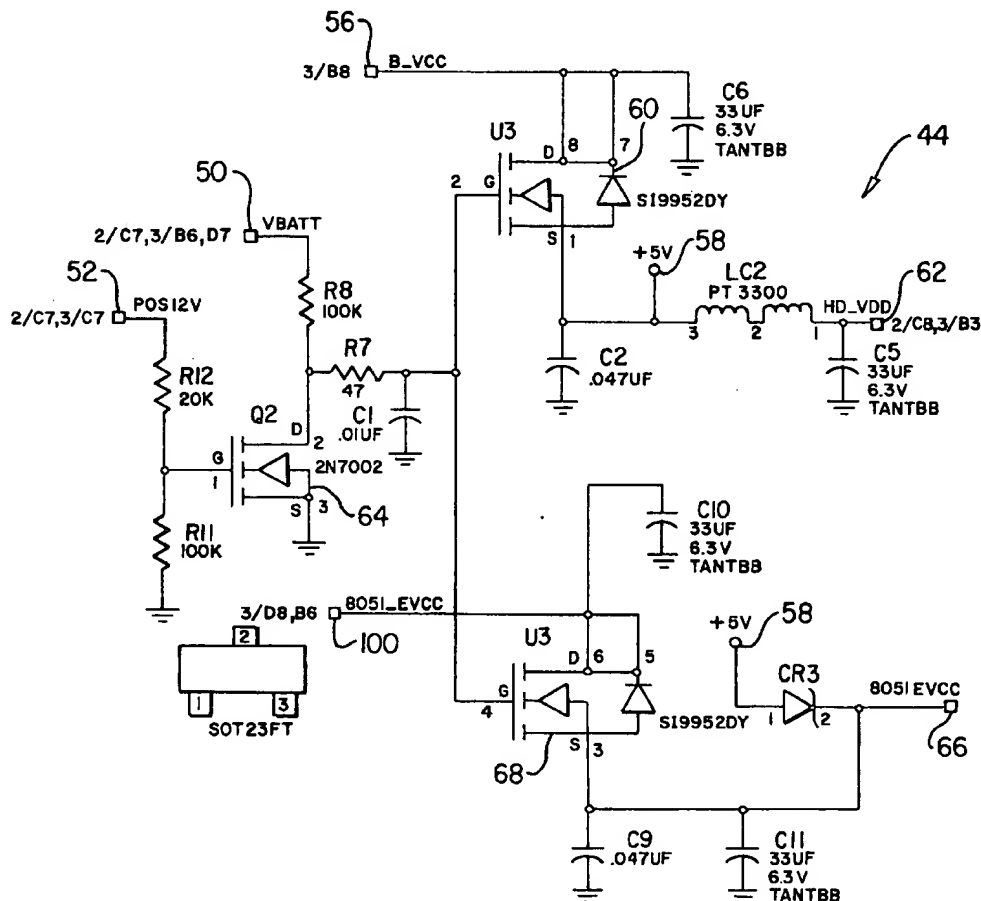 56
3/B8
B_VCC
C6
33UF
6.3V
TANTBB
60
U3
D
8
7
44
50
2
G
SI9952DY
VBATT
2/C7,3/B6,D7
S
1
58
+5V
52
POS12V
2/C7,3/C7
R8
100K
LC2
PT 3300
62
HD_VDD
2/C8,3/B3
3
2
1
R7
47
C2
.047UF
C5
33UF
6.3V
TANTBB
R12
20K
Q2
D
2
C1
.01UF
G
1
2N7002
S
3
64
C10
33UF
6.3V
TANTBB
R11
100K
3/D8,B6
8051_EVCC
100
58
+5V
U3
D
6
5
CR3
2
G
4
8051EVCC
1
2
SI9952DY
1
3
SOT23FT
S
3
66
68
C9
.047UF
C11
33UF
6.3V
TANTBB